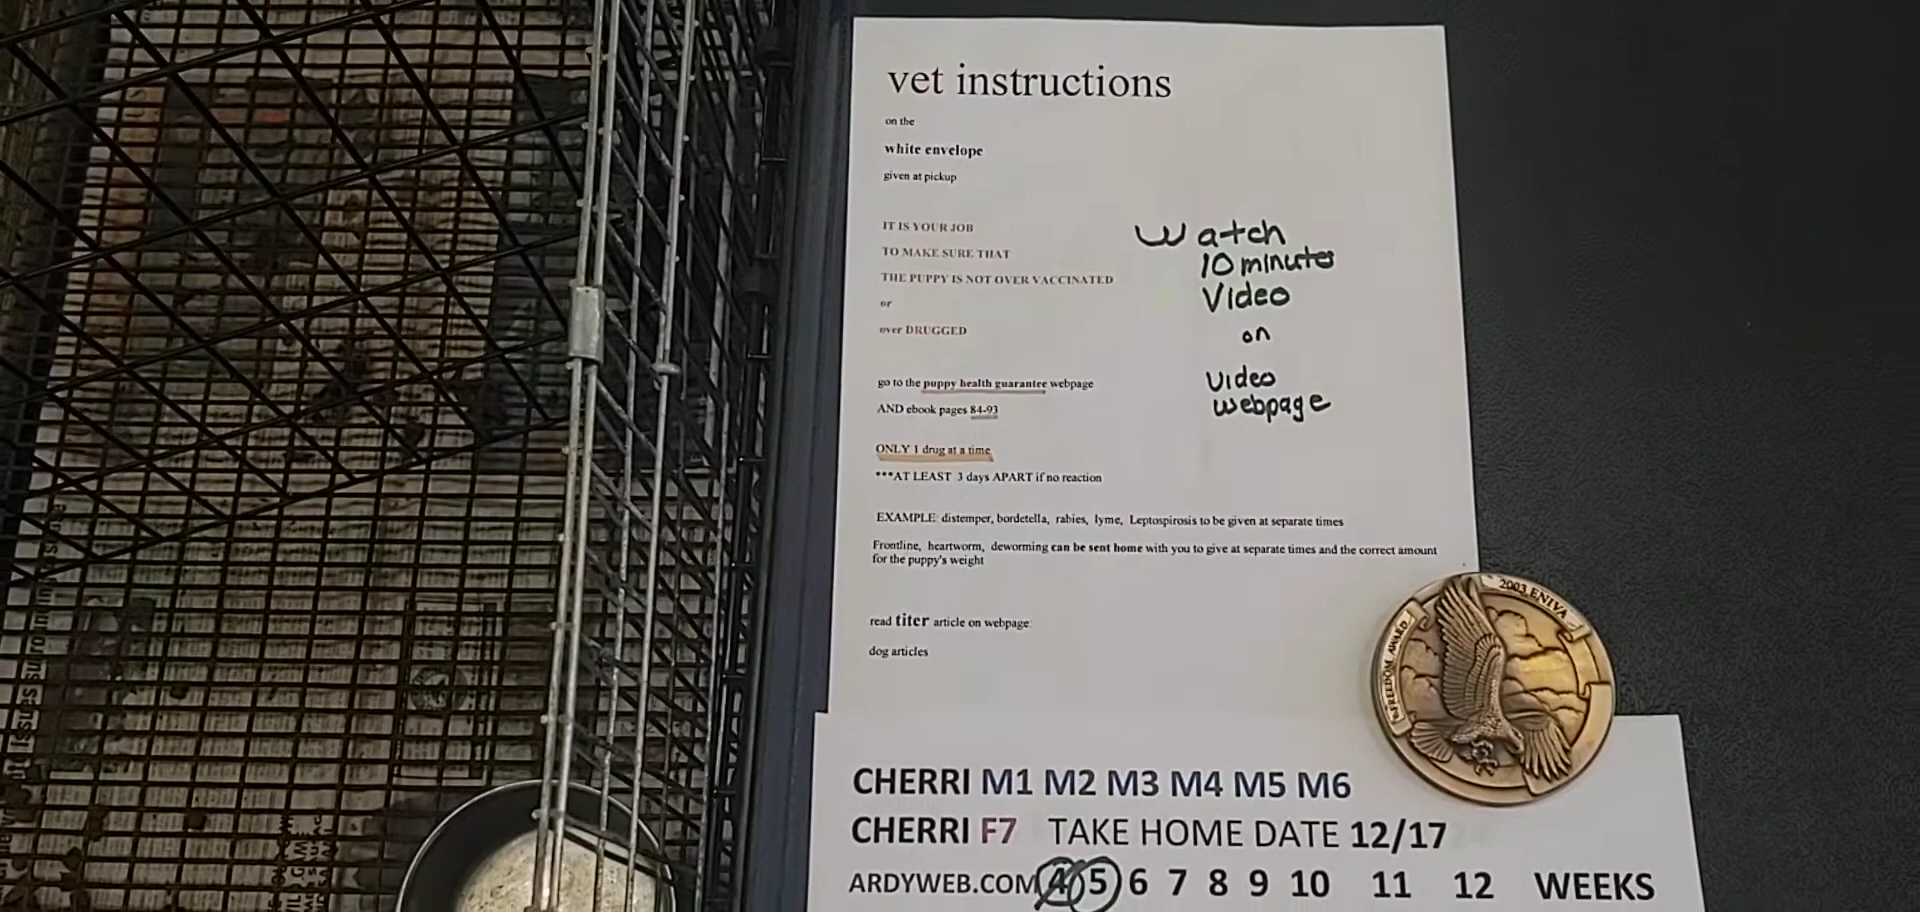 vet instructions
on the
white envelope
given at pickup
IT IS YOUR JOB
TO MAKE SURE THAT
THE PUPPY IS NOT OVER VACCINATED
or
over DRUGGED
go to the puppy health guarantee webpage
AND ebook pages 84-93
ONLY 1 drug at a time
***AT LEAST 3 days APART if no reaction
EXAMPLE: distemper, bordetella, rabies, lyme, Leptospirosis to be given at separate times
Frontline, heartworm, deworming can be sent home with you to give at separate times and the correct amount
for the puppy's weight
read titer article on webpage:
dog articles
Watch
10 minutes
Video
on
Video
webpage
2003 ENIVA
FREEDOM AWARD
CHERRI M1 M2 M3 M4 M5 M6
CHERRI F7 TAKE HOME DATE 12/17
ARDYWEB.COM 4 5 6 7 8 9 10 11 12 WEEKS